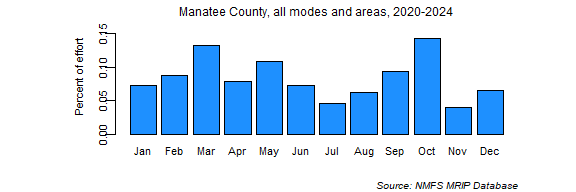 Manatee County, all modes and areas, 2020-2024
Percent of effort
0.15
0.10
0.05
0.00
Jan Feb Mar Apr May Jun Jul Aug Sep Oct Nov Dec
Source: NMFS MRIP Database